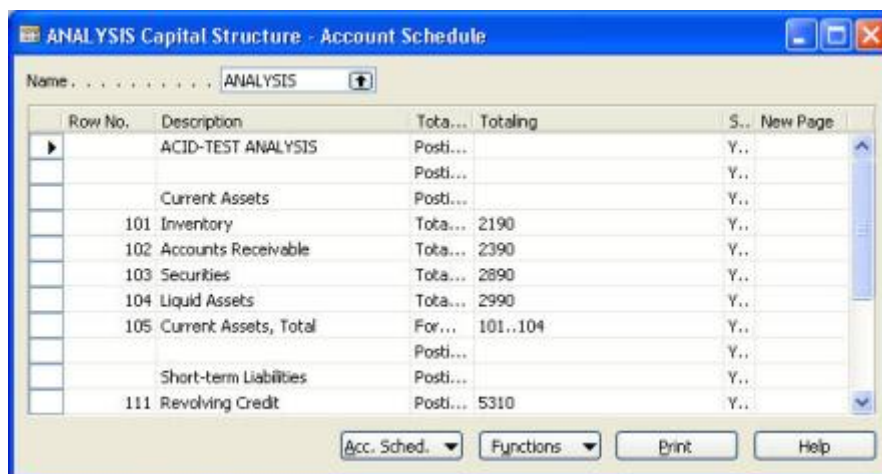 ANALYSIS Capital Structure - Account Schedule
Name . . . . . . . . . . . ANALYSIS
Row No. Description Tota... Totaling S.. New Page
ACID-TEST ANALYSIS Posti... Y..
Posti... Y..
Current Assets Posti... Y..
101 Inventory Tota... 2190 Y..
102 Accounts Receivable Tota... 2390 Y..
103 Securities Tota... 2890 Y..
104 Liquid Assets Tota... 2990 Y..
105 Current Assets, Total For... 101..104 Y..
Posti... Y..
Short-term Liabilities Posti... Y..
111 Revolving Credit Posti... 5310 Y..
Acc. Sched. Functions Print Help